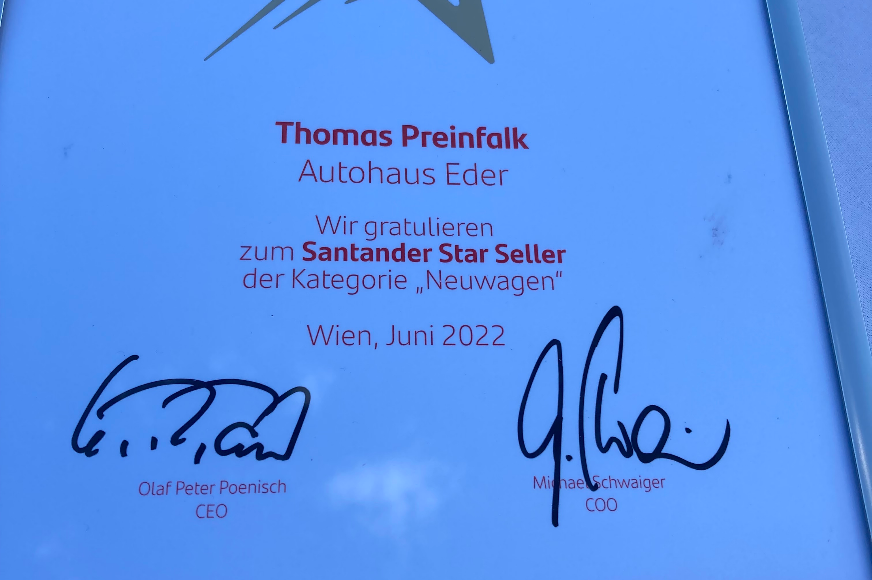 Thomas Preinfalk
Autohaus Eder
Wir gratulieren
zum Santander Star Seller
der Kategorie „Neuwagen“
Wien, Juni 2022
Olaf Peter Poenisch
CEO
Michael Schwaiger
COO